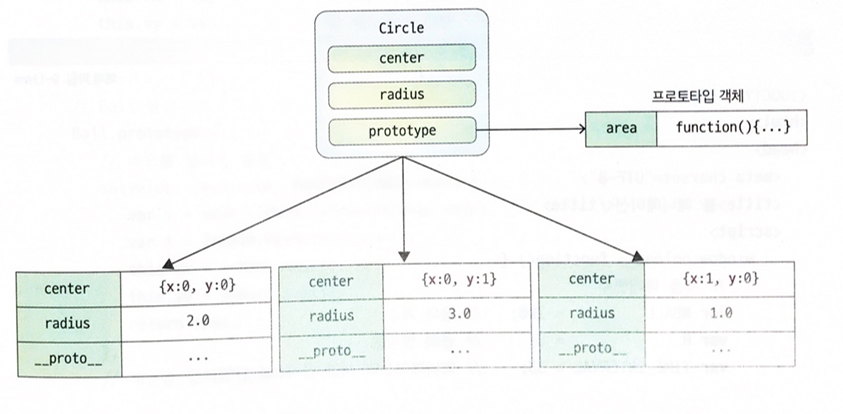 Circle
center
radius
prototype
프로토타입 객체
area function(){...}
center {x:0, y:0}
radius 2.0
__proto__ ...
center {x:0, y:1}
radius 3.0
__proto__ ...
center {x:1, y:0}
radius 1.0
__proto__ ...